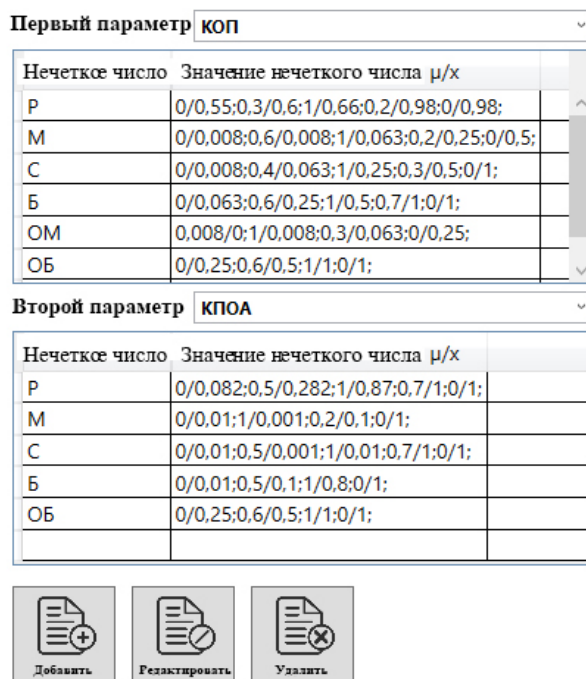 Первый параметр КОП
Нечеткое число Значение нечеткого числа μ/x
Р 0/0,55;0,3/0,6;1/0,66;0,2/0,98;0/0,98;
М 0/0,008;0,6/0,008;1/0,063;0,2/0,25;0/0,5;
С 0/0,008;0,4/0,063;1/0,25;0,3/0,5;0/1;
Б 0/0,063;0,6/0,25;1/0,5;0,7/1;0/1;
ОМ 0,008/0;1/0,008;0,3/0,063;0/0,25;
ОБ 0/0,25;0,6/0,5;1/1;0/1;
Второй параметр КПОА
Нечеткое число Значение нечеткого числа μ/x
Р 0/0,082;0,5/0,282;1/0,87;0,7/1;0/1;
М 0/0,01;1/0,001;0,2/0,1;0/1;
С 0/0,01;0,5/0,001;1/0,01;0,7/1;0/1;
Б 0/0,01;0,5/0,1;1/0,8;0/1;
ОБ 0/0,25;0,6/0,5;1/1;0/1;
Добавить Редактировать Удалить